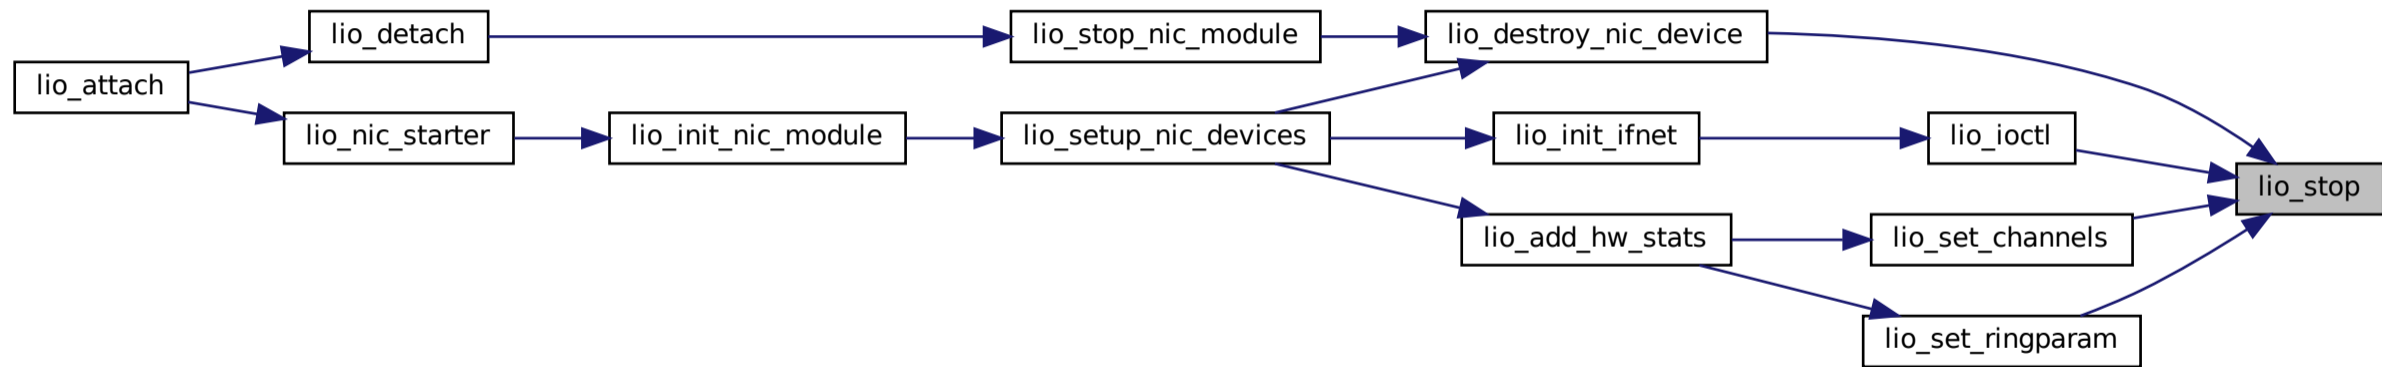 lio_detach
lio_stop_nic_module
lio_destroy_nic_device
lio_attach
lio_nic_starter
lio_init_nic_module
lio_setup_nic_devices
lio_init_ifnet
lio_ioctl
lio_stop
lio_add_hw_stats
lio_set_channels
lio_set_ringparam